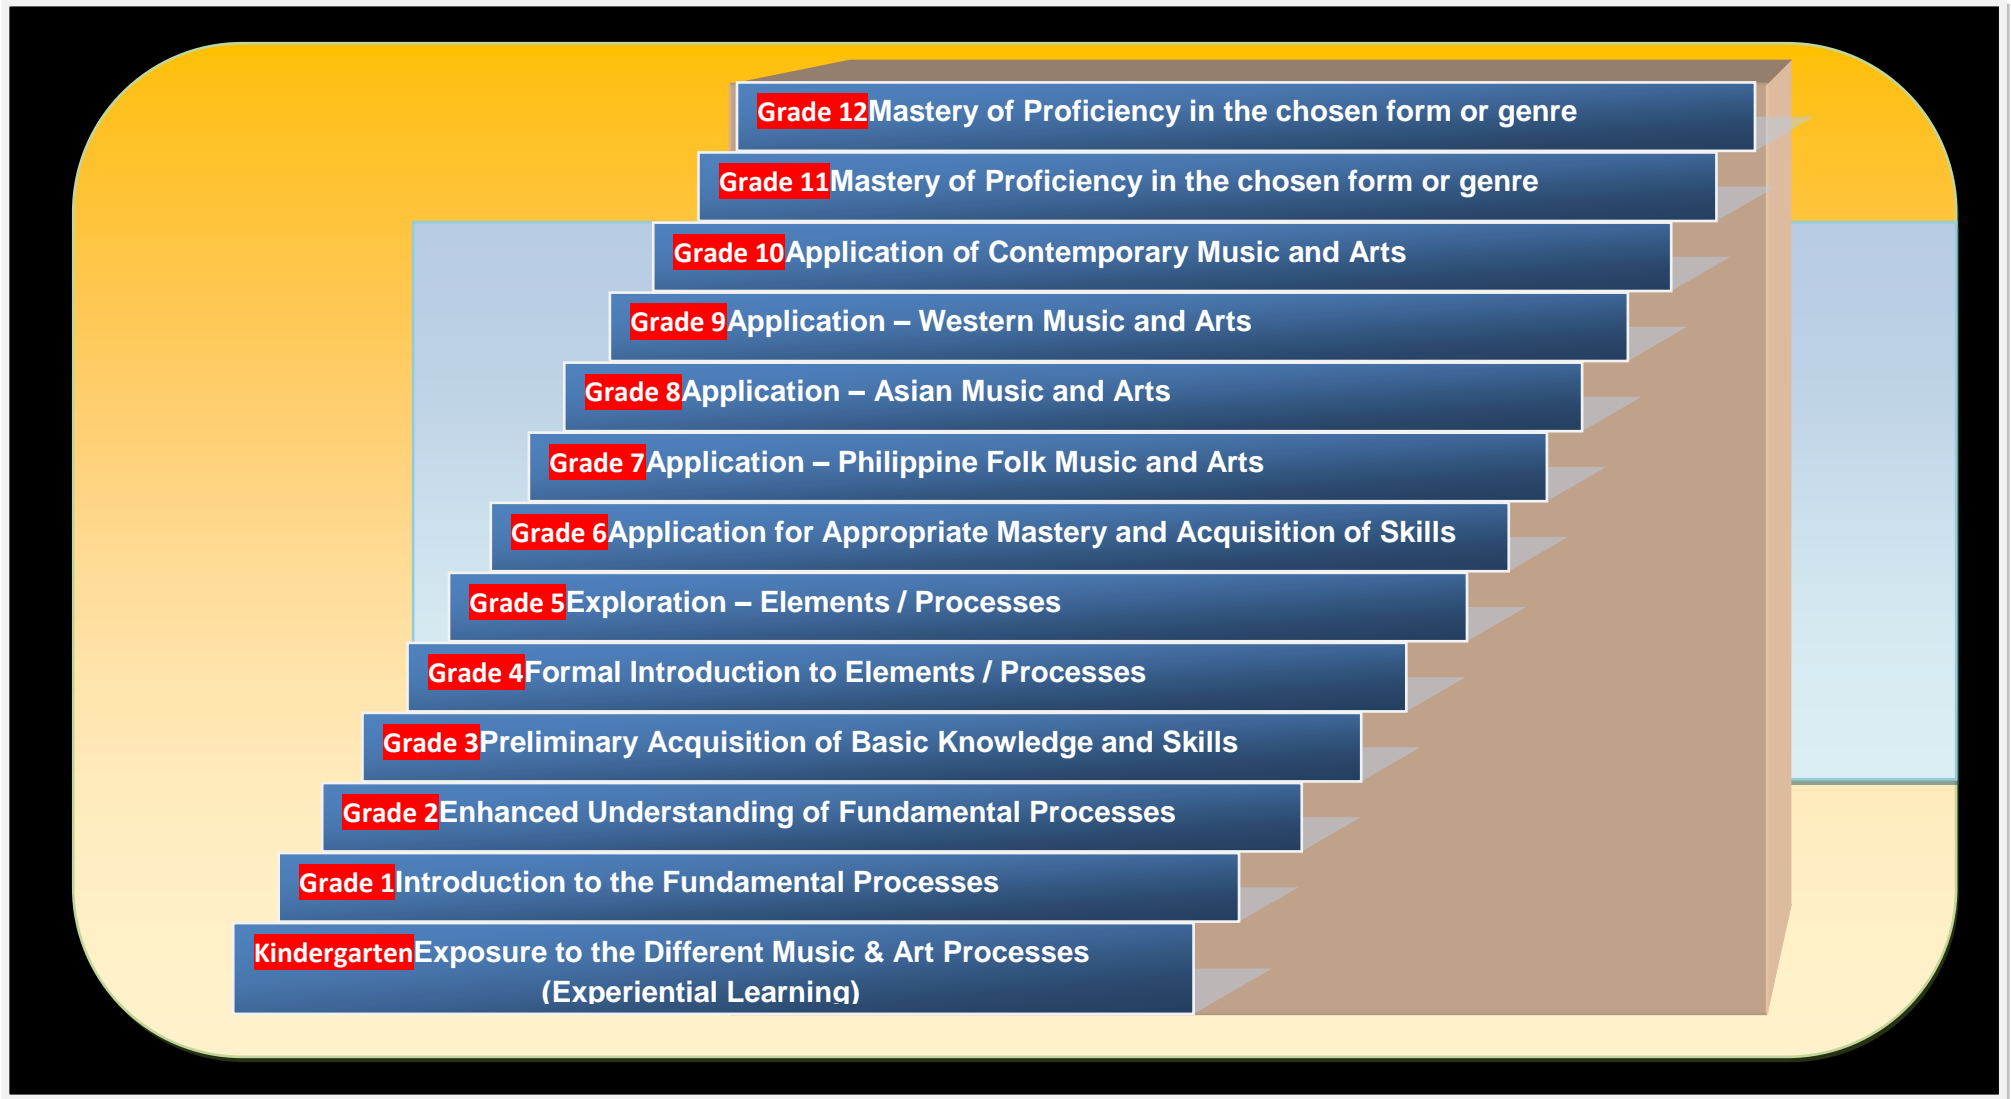 Grade 12Mastery of Proficiency in the chosen form or genre
Grade 11Mastery of Proficiency in the chosen form or genre
Grade 10Application of Contemporary Music and Arts
Grade 9Application – Western Music and Arts
Grade 8Application – Asian Music and Arts
Grade 7Application – Philippine Folk Music and Arts
Grade 6Application for Appropriate Mastery and Acquisition of Skills
Grade 5Exploration – Elements / Processes
Grade 4Formal Introduction to Elements / Processes
Grade 3Preliminary Acquisition of Basic Knowledge and Skills
Grade 2Enhanced Understanding of Fundamental Processes
Grade 1Introduction to the Fundamental Processes
KindergartenExposure to the Different Music & Art Processes
(Experiential Learning)